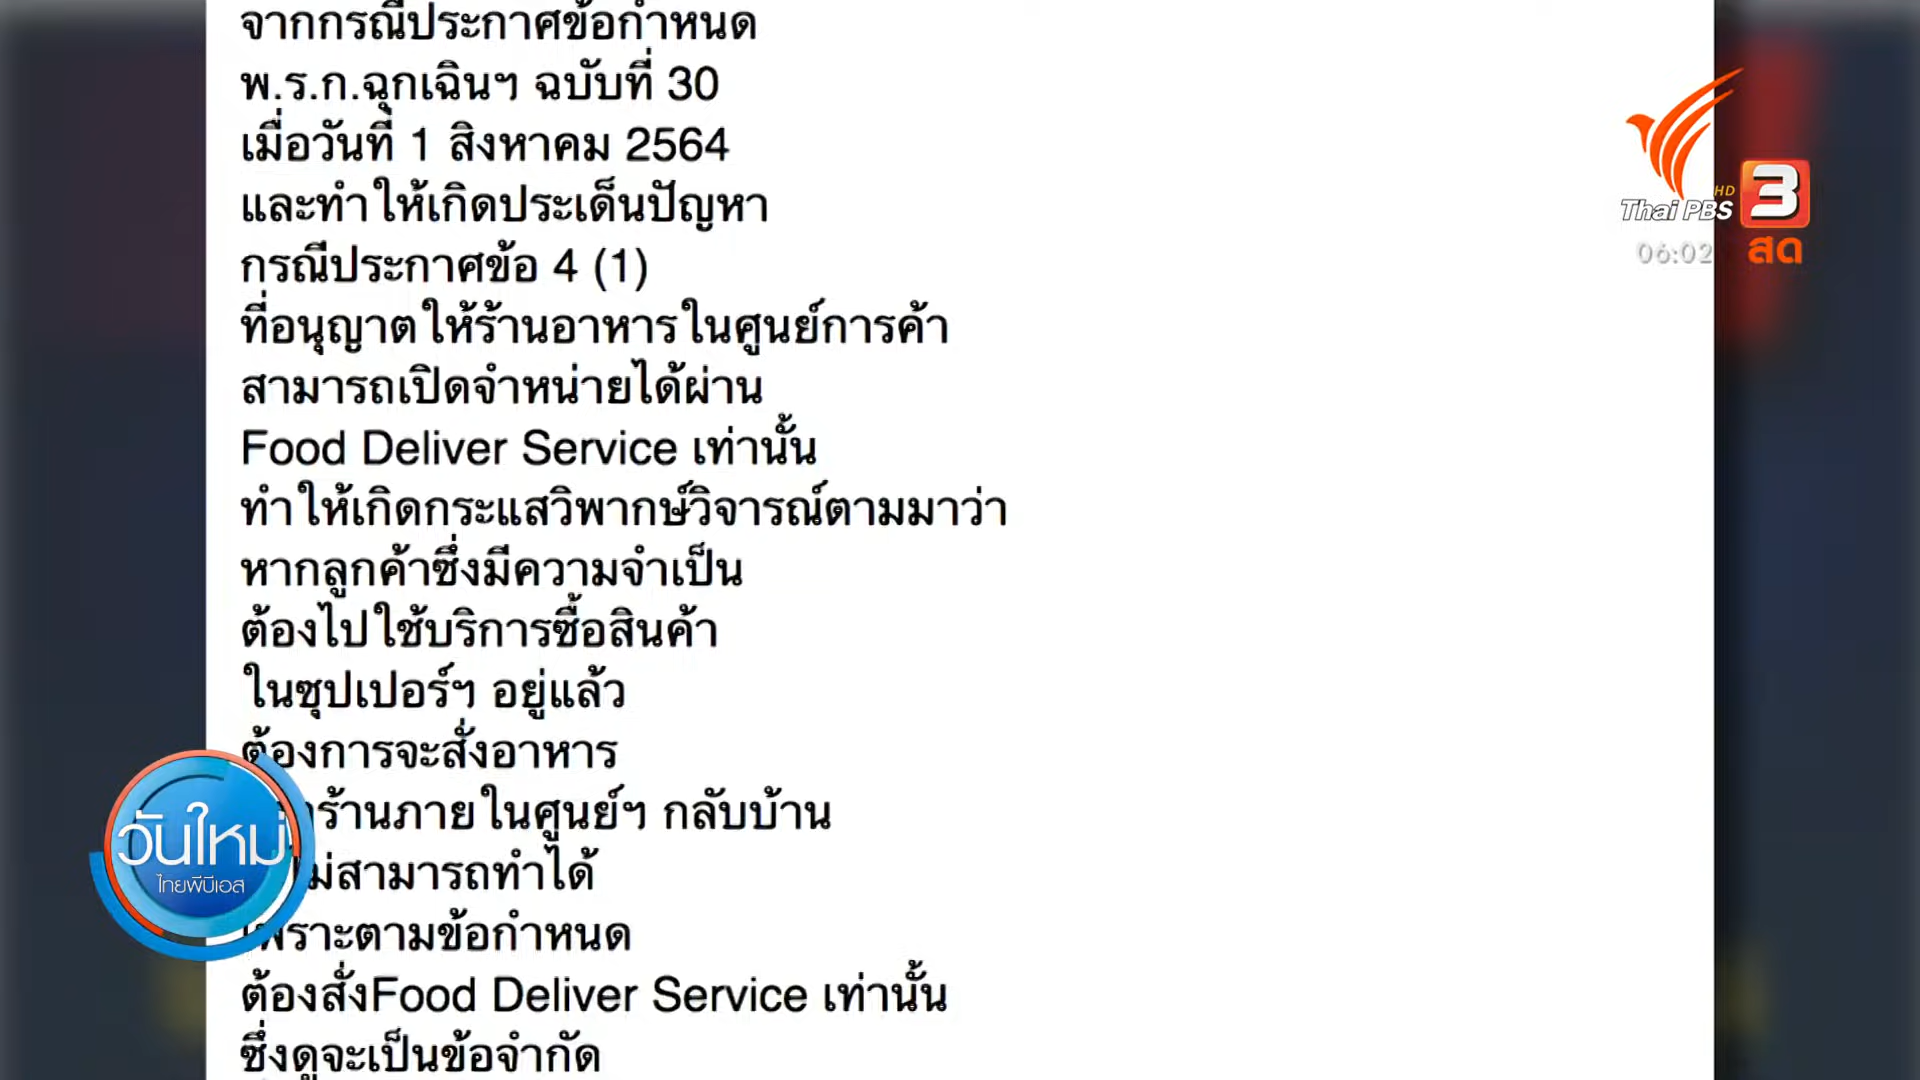 จากกรณีประกาศข้อกำหนด
พ.ร.ก.ฉุกเฉินฯ ฉบับที่ 30
เมื่อวันที่ 1 สิงหาคม 2564
และทำให้เกิดประเด็นปัญหา
กรณีประกาศข้อ 4 (1)
ที่อนุญาตให้ร้านอาหารในศูนย์การค้า
สามารถเปิดจำหน่ายได้ผ่าน
Food Deliver Service เท่านั้น
ทำให้เกิดกระแสวิพากษ์วิจารณ์ตามมาว่า
หากลูกค้าซึ่งมีความจำเป็น
ต้องไปใช้บริการซื้อสินค้า
ในซุปเปอร์ฯ อยู่แล้ว
ต้องการจะสั่งอาหาร
ร้านภายในศูนย์ฯ กลับบ้าน
ไม่สามารถทำได้
เพราะตามข้อกำหนด
ต้องสั่งFood Deliver Service เท่านั้น
ซึ่งดูจะเป็นข้อจำกัด
Thai PBS HD 3
06:02 สด
วันใหม่
ไทยพีบีเอส